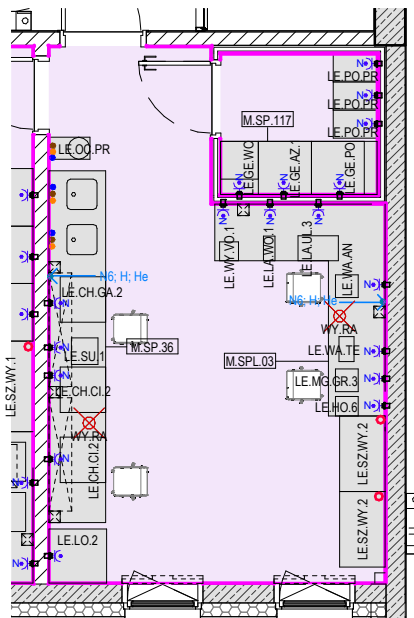 N
LE.PO.PR
N
LE.PO.PR
N
LE.PO.PR
M.SP.117
LE.OO.PR
LE.GE.WO
LE.GE.AZ.1
LE.GE.PO
N
N
N
LE.WY.VO.1
LE.LA.WO.1
LE.LA.UL.3
LE.WA.AN
N6; H; He
N6; H; He
LE.CH.GA.2
N
N
WY.RA
LE.SU.1
M.SP.36
M.SPL.03
LE.WA.TE
N
N
LE.CH.CI.2
LE.MG.GR.3
N
LE.HO.6
N
LE.SZ.WY.1
WY.RA
LE.CH.CI.2
LE.SZ.WY.2
N
LE.SZ.WY.2
LE.LO.2